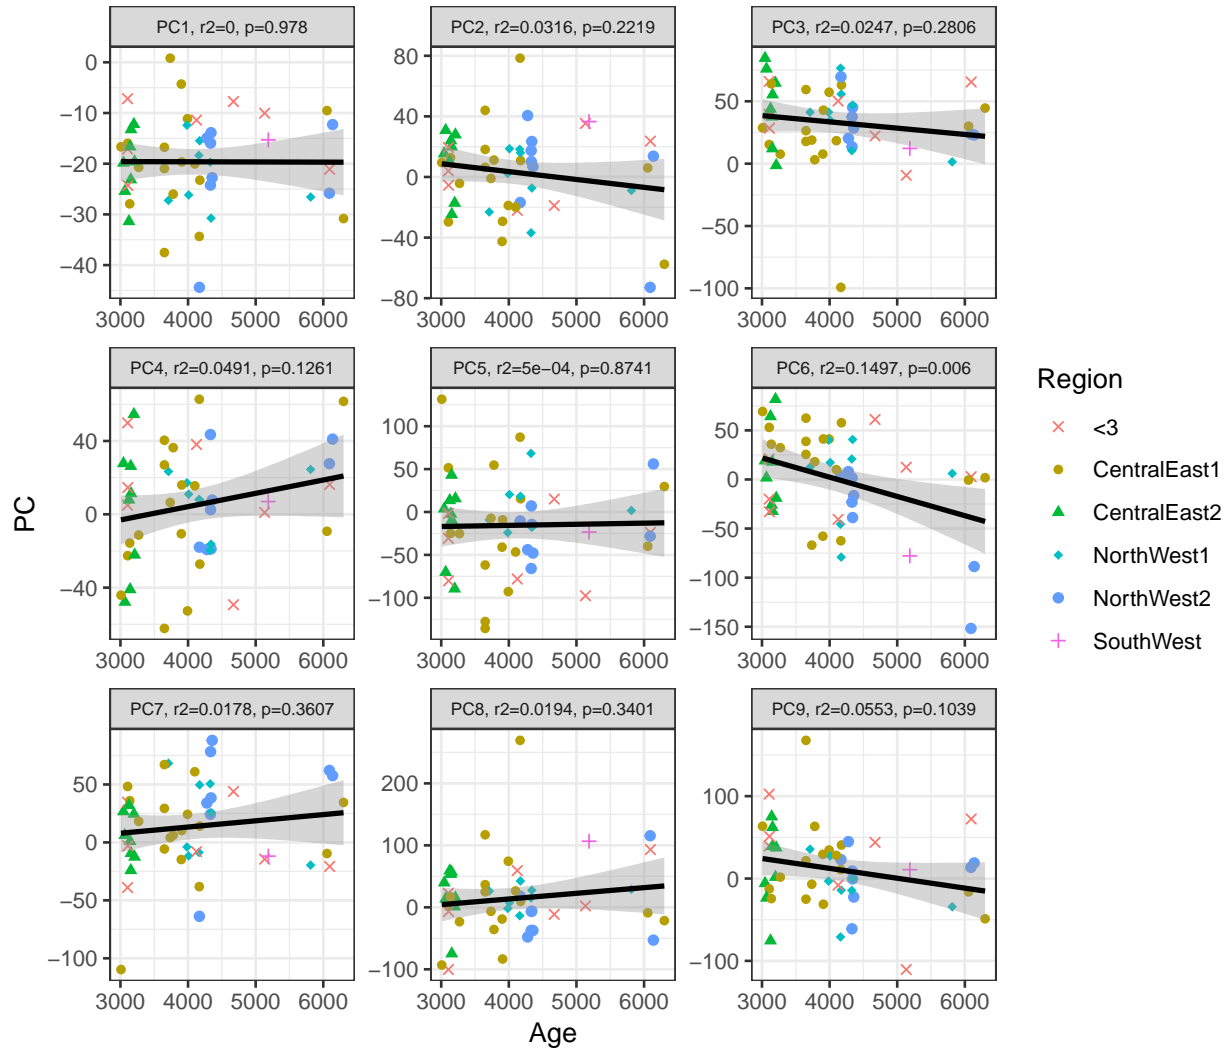 PC1, r2=0, p=0.978
PC2, r2=0.0316, p=0.2219
PC3, r2=0.0247, p=0.2806
0
−10
−20
−30
−40
80
40
0
−40
−80
50
0
−50
−100
3000 4000 5000 6000
3000 4000 5000 6000
3000 4000 5000 6000
PC4, r2=0.0491, p=0.1261
PC5, r2=5e−04, p=0.8741
PC6, r2=0.1497, p=0.006
40
0
−40
100
50
0
−50
−100
50
0
−50
−100
−150
3000 4000 5000 6000
3000 4000 5000 6000
3000 4000 5000 6000
PC7, r2=0.0178, p=0.3607
PC8, r2=0.0194, p=0.3401
PC9, r2=0.0553, p=0.1039
50
0
−50
−100
200
100
0
−100
100
0
−100
3000 4000 5000 6000
3000 4000 5000 6000
3000 4000 5000 6000
PC
Age
Region
<3
CentralEast1
CentralEast2
NorthWest1
NorthWest2
SouthWest